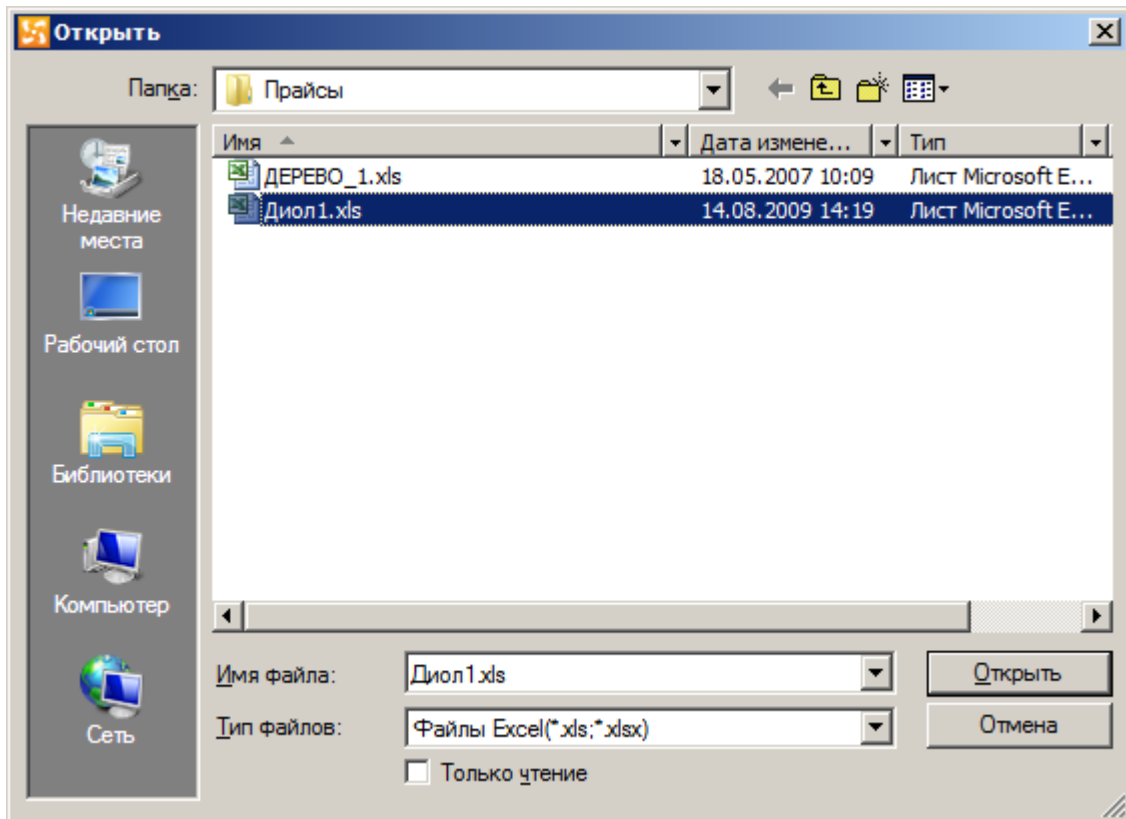 Открыть
Папка: Прайсы
Имя Дата измене... Тип
ДЕРЕВО_1.xls 18.05.2007 10:09 Лист Microsoft E...
Диол1.xls 14.08.2009 14:19 Лист Microsoft E...
Недавние
места
Рабочий стол
Библиотеки
Компьютер
Сеть
Имя файла: Диол1.xls Открыть
Тип файлов: Файлы Excel(*.xls;*.xlsx) Отмена
Только чтение